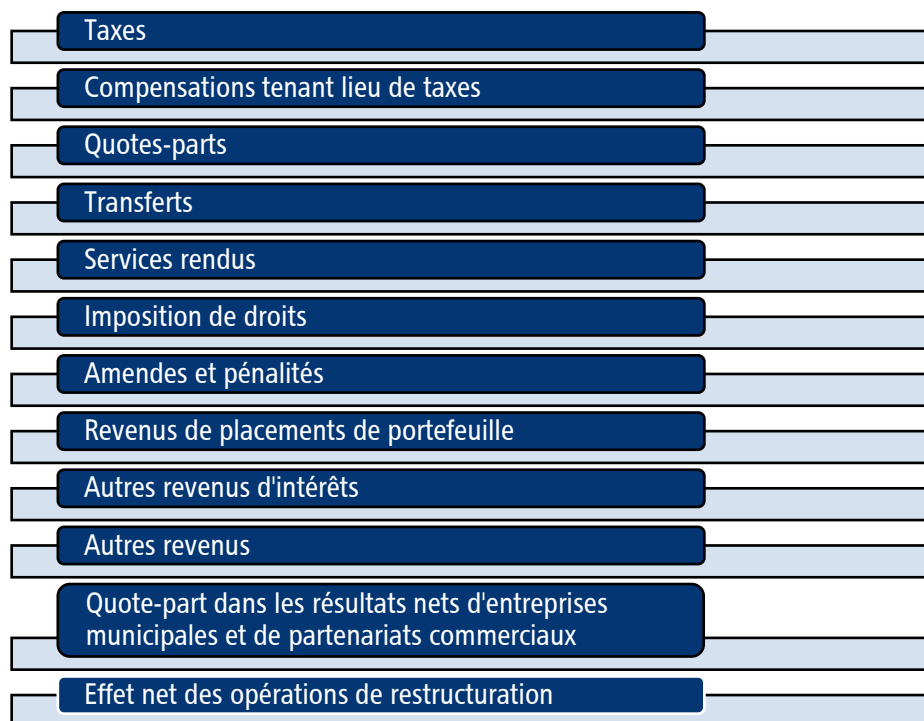 Taxes
Compensations tenant lieu de taxes
Quotes-parts
Transferts
Services rendus
Imposition de droits
Amendes et pénalités
Revenus de placements de portefeuille
Autres revenus d'intérêts
Autres revenus
Quote-part dans les résultats nets d'entreprises
municipales et de partenariats commerciaux
Effet net des opérations de restructuration